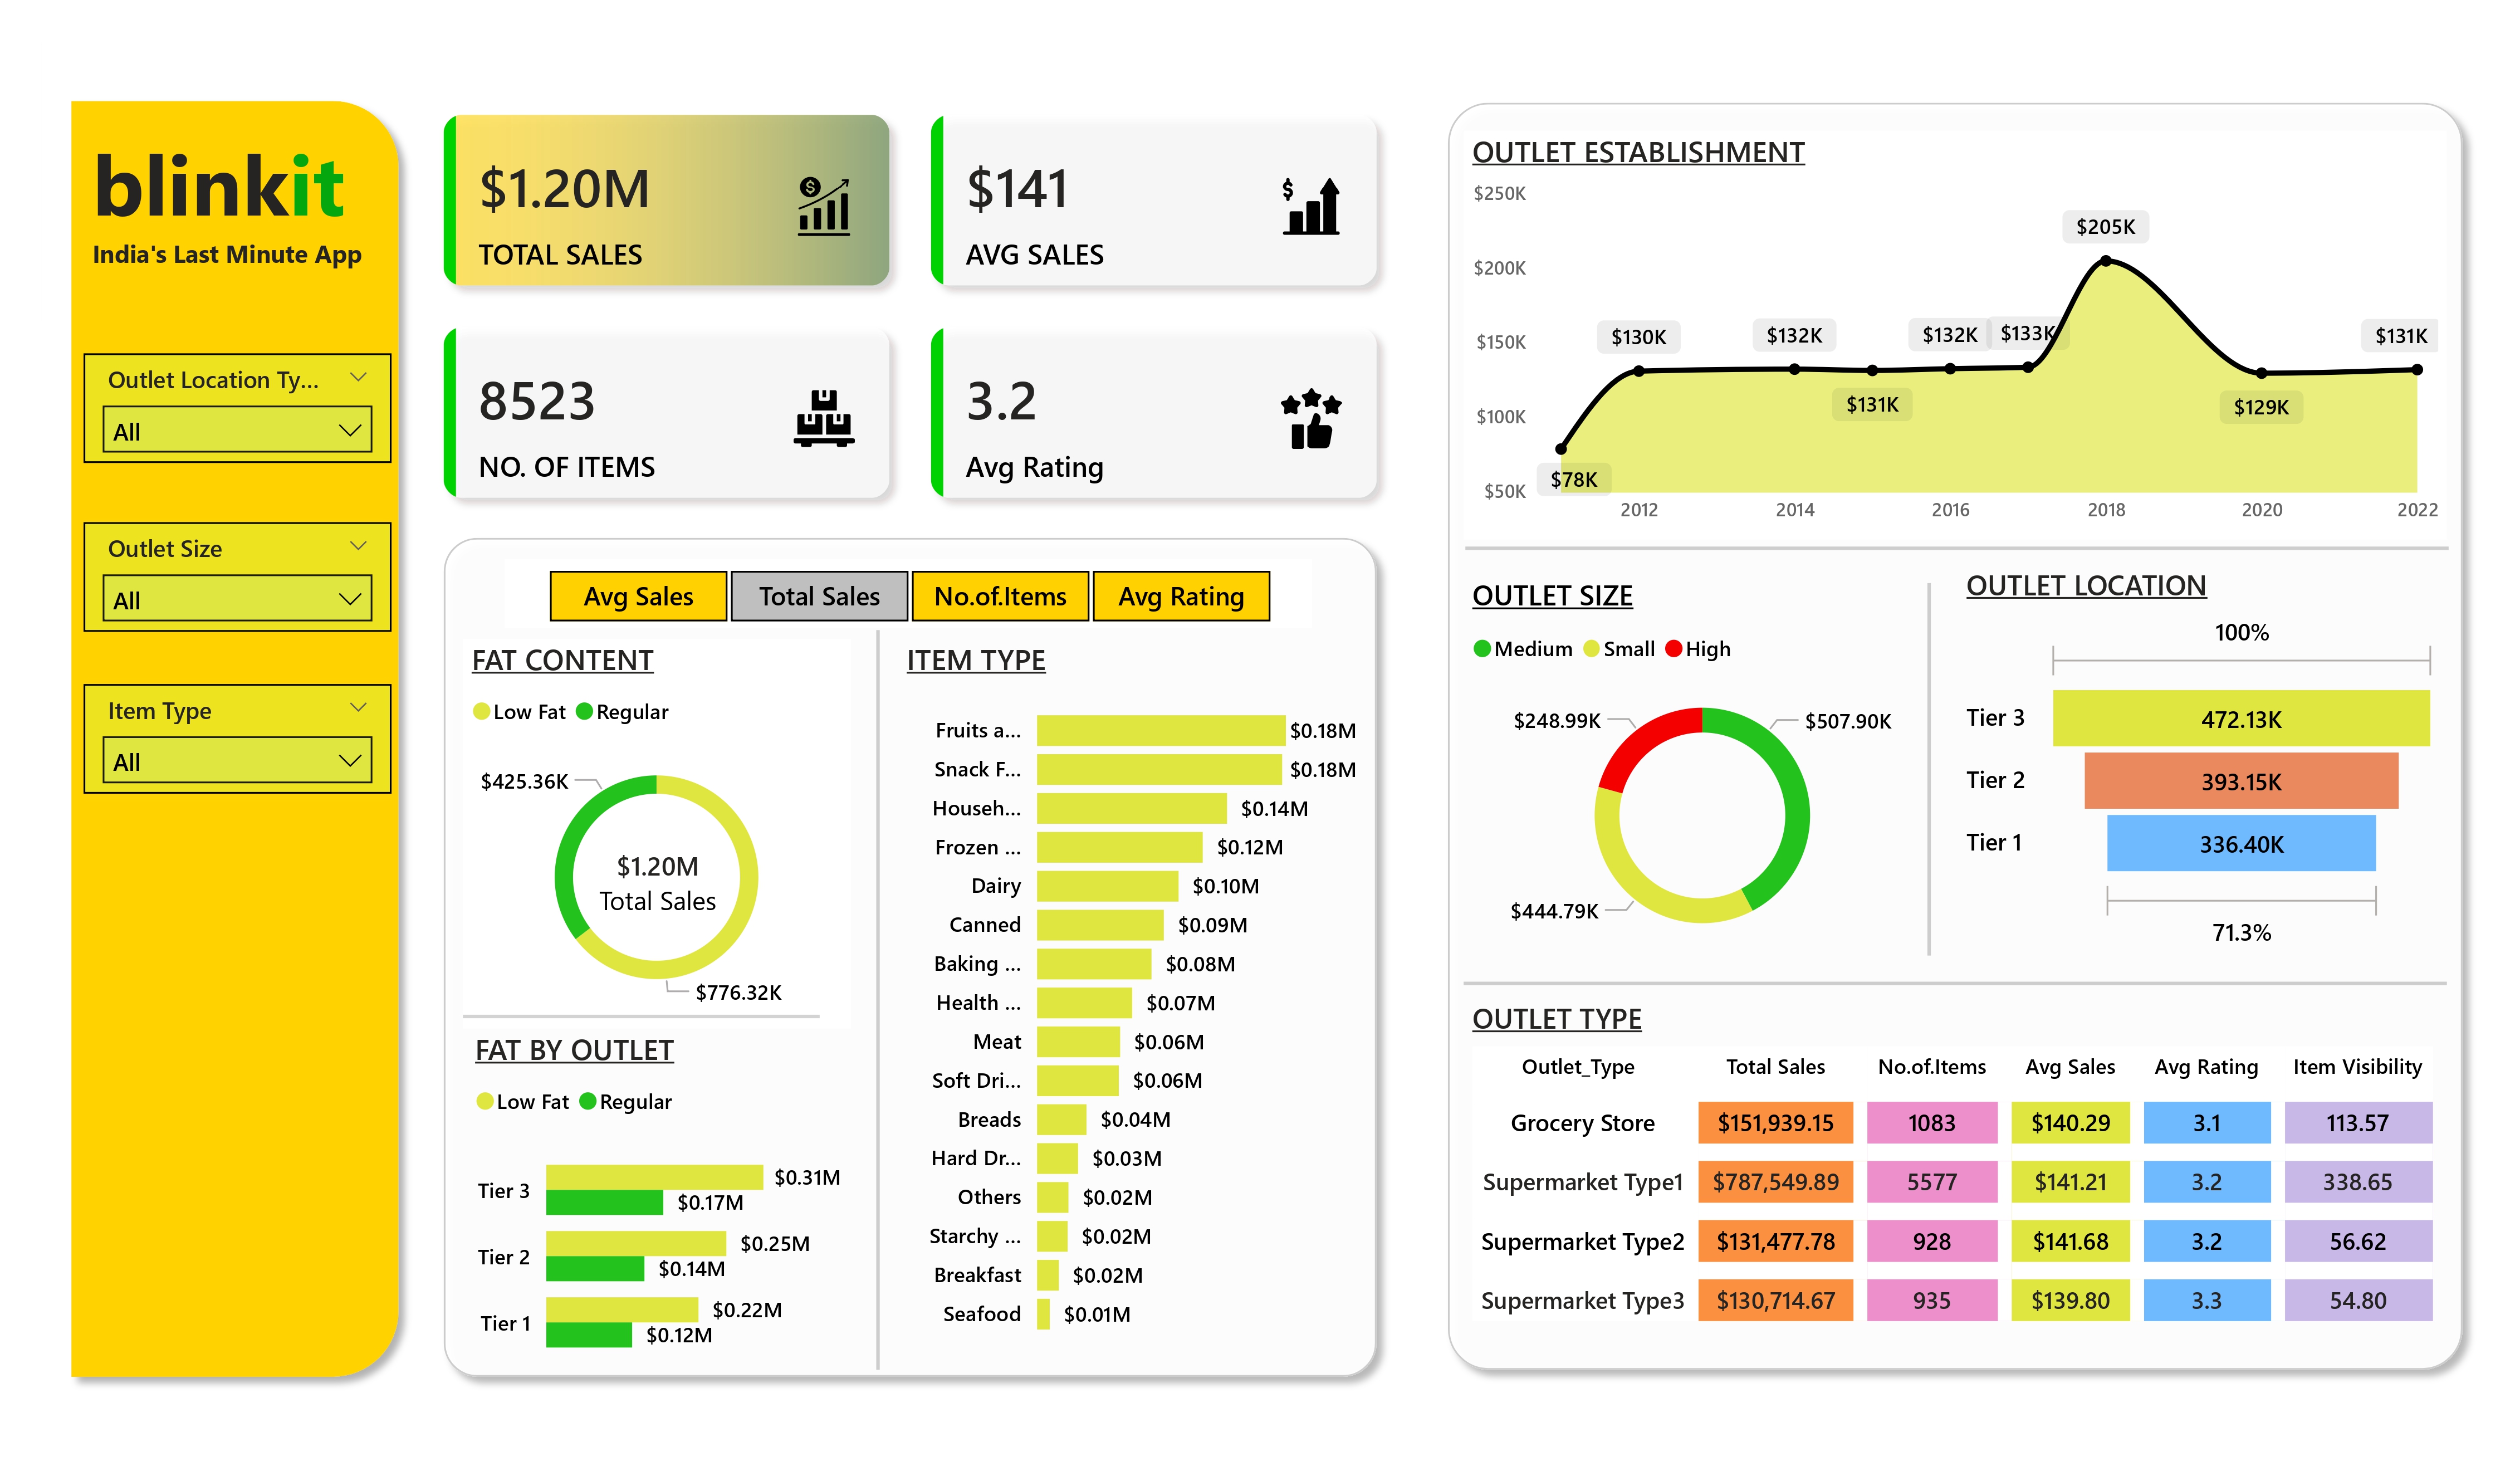 blinkit
India's Last Minute App
Outlet Location Ty...
All
Outlet Size
All
Item Type
All
$1.20M
TOTAL SALES
$141
AVG SALES
8523
NO. OF ITEMS
3.2
Avg Rating
Avg Sales Total Sales No.of.Items Avg Rating
FAT CONTENT
Low Fat Regular
$425.36K
$1.20M
Total Sales
$776.32K
FAT BY OUTLET
Low Fat Regular
Tier 3 $0.31M
$0.17M
Tier 2 $0.25M
$0.14M
Tier 1 $0.22M
$0.12M
ITEM TYPE
Fruits a... $0.18M
Snack F... $0.18M
Househ... $0.14M
Frozen ... $0.12M
Dairy $0.10M
Canned $0.09M
Baking ... $0.08M
Health ... $0.07M
Meat $0.06M
Soft Dri... $0.06M
Breads $0.04M
Hard Dr... $0.03M
Others $0.02M
Starchy ... $0.02M
Breakfast $0.02M
Seafood $0.01M
OUTLET ESTABLISHMENT
$250K
$200K
$150K
$100K
$50K
$78K
$130K
$132K
$131K
$132K
$133K
$205K
$129K
$131K
2012 2014 2016 2018 2020 2022
OUTLET SIZE
Medium Small High
$248.99K
$507.90K
$444.79K
OUTLET LOCATION
100%
Tier 3 472.13K
Tier 2 393.15K
Tier 1 336.40K
71.3%
OUTLET TYPE
Outlet_Type Total Sales No.of.Items Avg Sales Avg Rating Item Visibility
Grocery Store $151,939.15 1083 $140.29 3.1 113.57
Supermarket Type1 $787,549.89 5577 $141.21 3.2 338.65
Supermarket Type2 $131,477.78 928 $141.68 3.2 56.62
Supermarket Type3 $130,714.67 935 $139.80 3.3 54.80